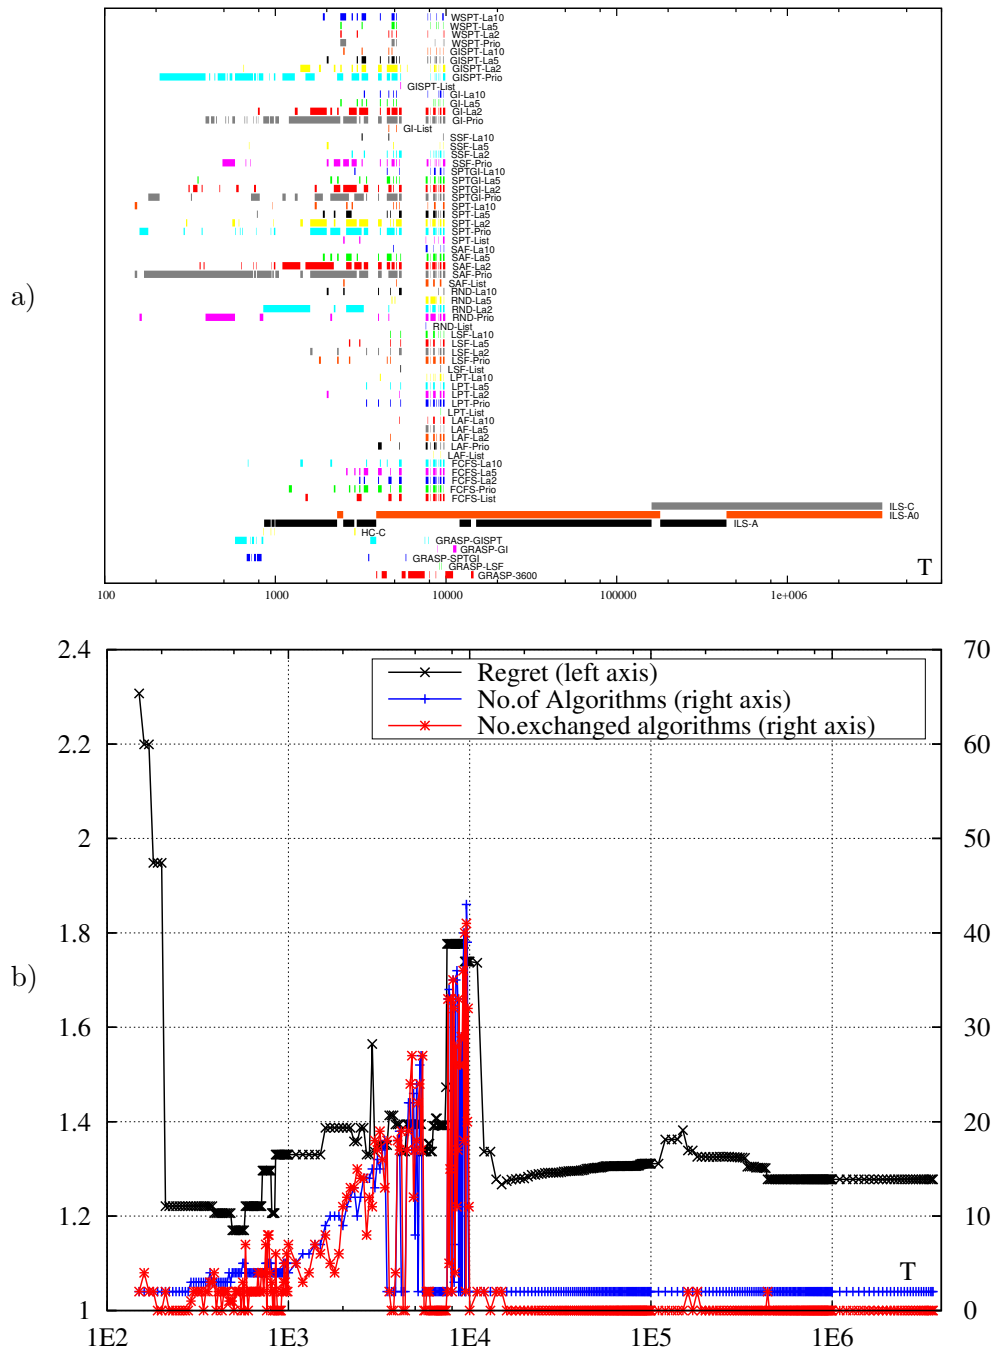 WSPT-La10
WSPT-La5
WSPT-La2
WSPT-Prio
GISPT-La10
GISPT-La5
GISPT-La2
GISPT-Prio
GISPT-List
GI-La10
GI-La5
GI-La2
GI-Prio
GI-List
SSF-La10
SSF-La5
SSF-La2
SSF-Prio
SPTGI-La10
SPTGI-La5
SPTGI-La2
SPTGI-Prio
SPT-La10
SPT-La5
SPT-La2
SPT-Prio
SPT-List
SAF-La10
SAF-La5
SAF-La2
SAF-Prio
SAF-List
RND-La10
a)
RND-La5
RND-La2
RND-Prio
RND-List
LSF-La10
LSF-La5
LSF-La2
LSF-Prio
LSF-List
LPT-La10
LPT-La5
LPT-La2
LPT-Prio
LPT-List
LAF-La10
LAF-La5
LAF-La2
LAF-Prio
LAF-List
FCFS-La10
FCFS-La5
FCFS-La2
FCFS-Prio
FCFS-List
ILS-C
ILS-A0
ILS-A
HC-C
GRASP-GISPT
GRASP-GI
GRASP-SPTGI
GRASP-LSF
GRASP-3600
T
100 1000 10000 100000 1e+006
2.4 70
Regret (left axis)
No.of Algorithms (right axis)
No.exchanged algorithms (right axis)
2.2 60
2 50
1.8 40
b)
1.6 30
1.4 20
1.2 10
T
1 0
1E2 1E3 1E4 1E5 1E6